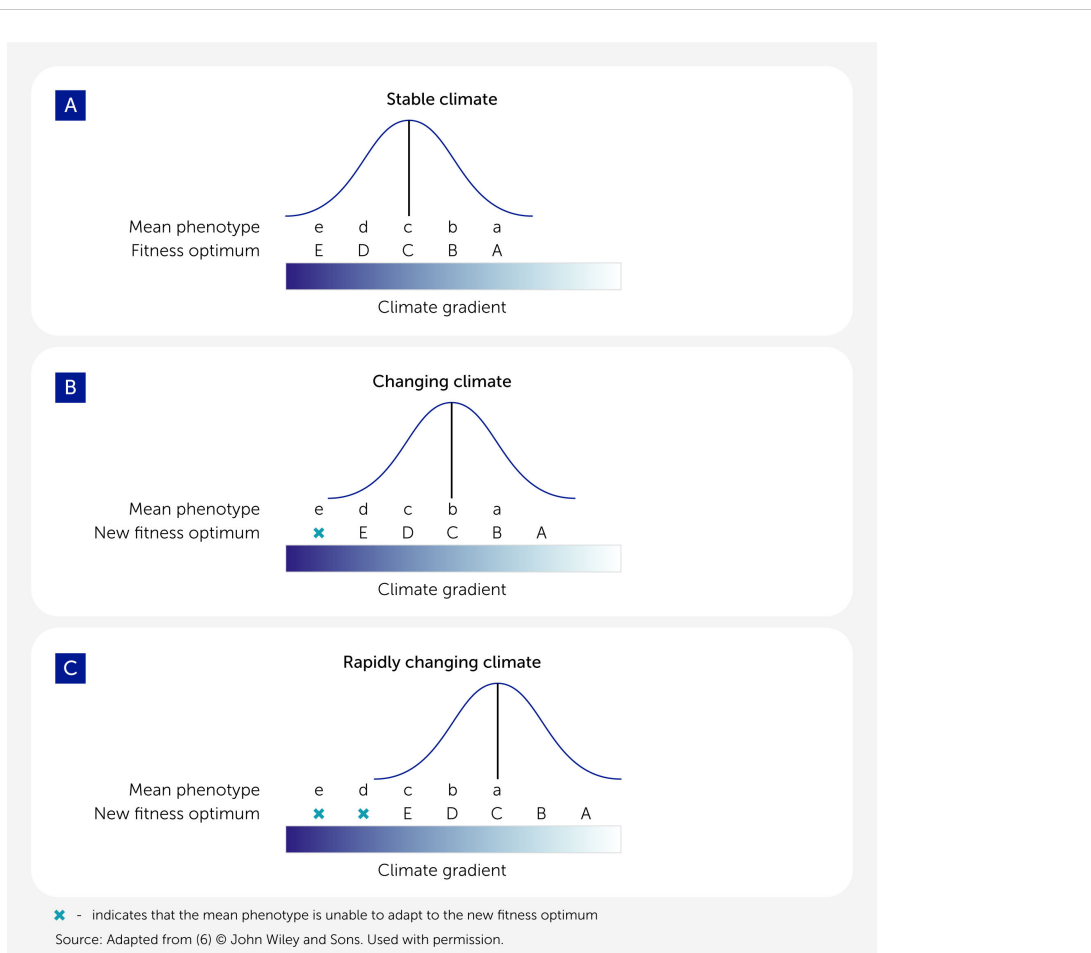 A
Stable climate
Mean phenotype e d c b a
Fitness optimum E D C B A
Climate gradient
B
Changing climate
Mean phenotype e d c b a
New fitness optimum × E D C B A
Climate gradient
C
Rapidly changing climate
Mean phenotype e d c b a
New fitness optimum × × E D C B A
Climate gradient
× - indicates that the mean phenotype is unable to adapt to the new fitness optimum
Source: Adapted from (6) © John Wiley and Sons. Used with permission.